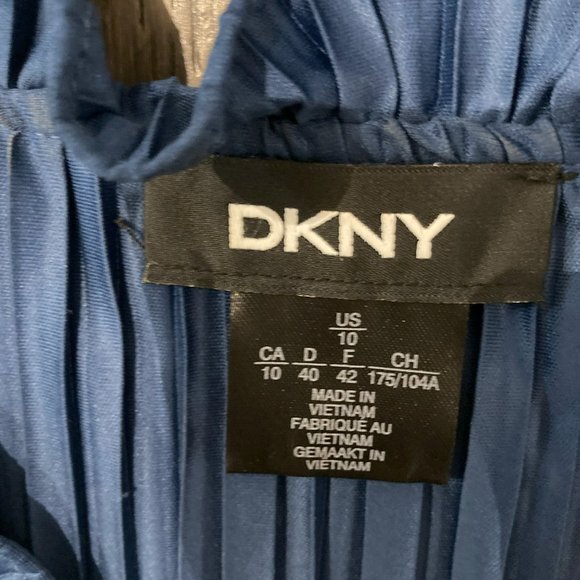 DKNY
US
10
CA D F CH
10 40 42 175/104A
MADE IN
VIETNAM
FABRIQUÉ AU
VIETNAM
GEMAAKT IN
VIETNAM